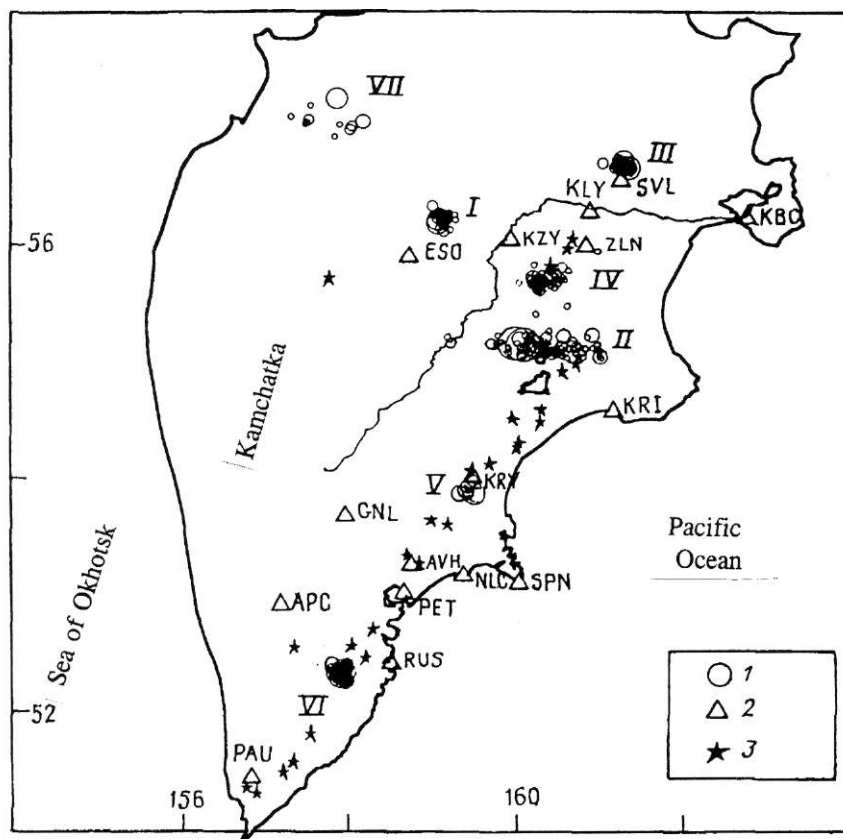 VII
III
KLY
SVL
I
KBC
56
ESO
KZY
ZLN
IV
II
Kamchatka
KRI
V
KRY
GNL
Pacific
Ocean
AVH
NLC
SPN
APC
PET
Sea of Okhotsk
RUS
1
52
VI
2
PAU
3
156
160